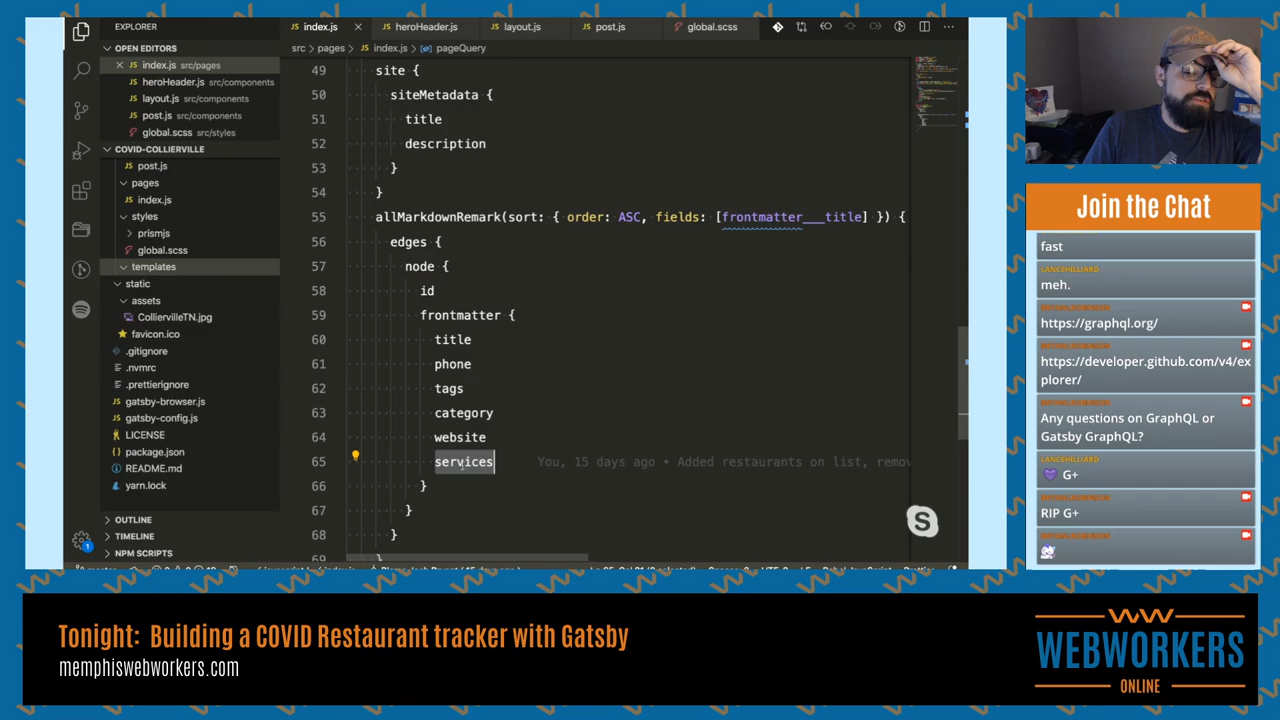 EXPLORER
OPEN EDITORS
index.js src/pages
heroHeader.js src/components
layout.js src/components
post.js src/components
global.scss src/styles
COVID-COLLIERVILLE
post.js
pages
index.js
styles
prismjs
global.scss
templates
static
assets
ColliervilleTN.jpg
favicon.ico
.gitignore
.nvmrc
.prettierignore
gatsby-browser.js
gatsby-config.js
LICENSE
package.json
README.md
yarn.lock
OUTLINE
TIMELINE
NPM SCRIPTS
1
index.js
heroHeader.js
layout.js
post.js
global.scss
src > pages > index.js > pageQuery
49 site {
50 siteMetadata {
51 title
52 description
53 }
54 }
55 allMarkdownRemark(sort: { order: ASC, fields: [frontmatter___title] }) {
56 edges {
57 node {
58 id
59 frontmatter {
60 title
61 phone
62 tags
63 category
64 website
65 services You, 15 days ago • Added restaurants on list, remov
66 }
67 }
68 }
69 }
S
Join the Chat
fast
LANCEHILLIARD
meh.
https://graphql.org/
https://developer.github.com/v4/ex
plorer/
Any questions on GraphQL or
Gatsby GraphQL?
LANCEHILLIARD
G+
RIP G+
Tonight: Building a COVID Restaurant tracker with Gatsby
memphiswebworkers.com
WEBWORKERS
ONLINE